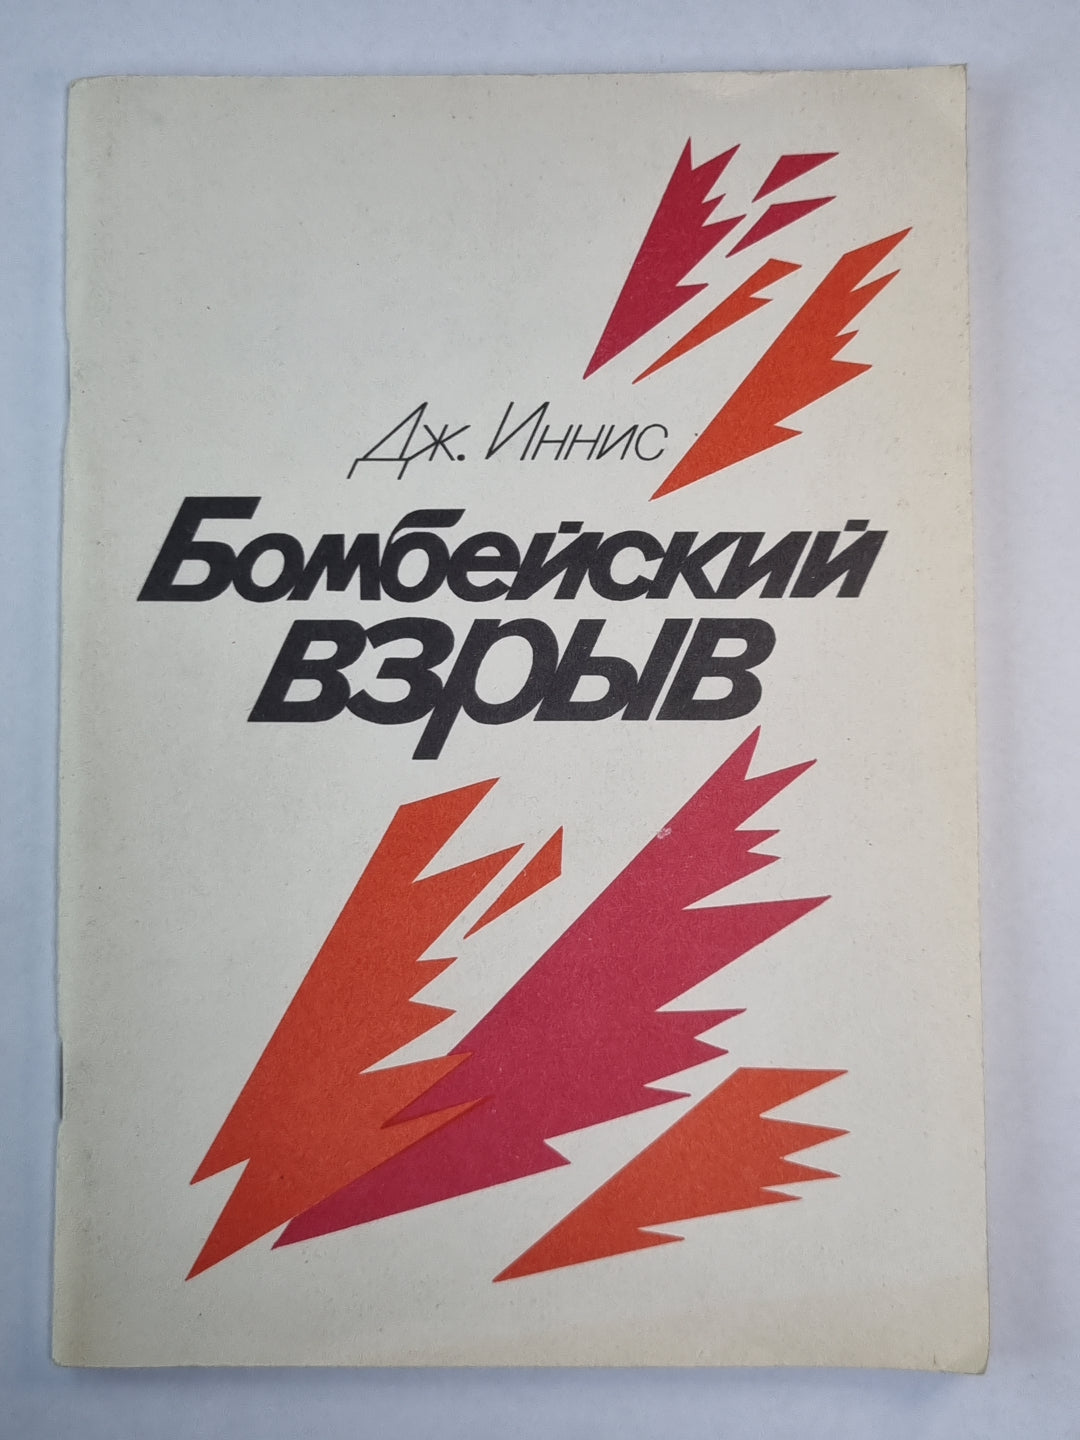 Дж. Иннис
Бомбейский
взрыв